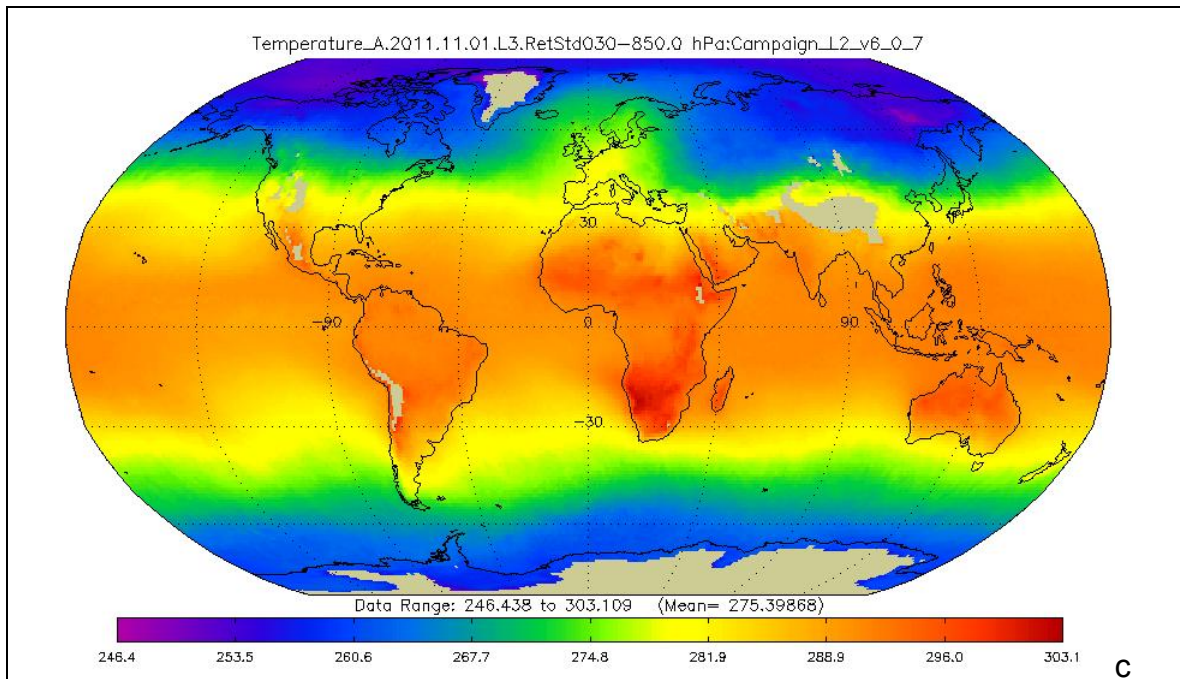 Temperature_A.2011.11.01.L3.RetStd030-850.0 hPa:Campaign_L2_v6_0_7
30
-90 0 90
-30
Data Range: 246.438 to 303.109 (Mean= 275.39868)
246.4 253.5 260.6 267.7 274.8 281.9 288.9 296.0 303.1
c